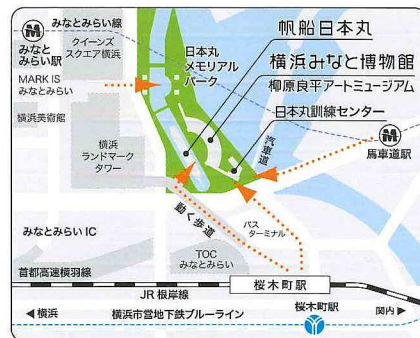 みなとみらい線
みなと
みらい駅
クイーンズ
スクエア横浜
日本丸
メモリアル
パーク
帆船日本丸
横浜みなと博物館
柳原良平アートミュージアム
日本丸訓練センター
MARK IS
みなとみらい
横浜美術館
横浜
ランドマーク
タワー
汽車道
馬車道駅
みなとみらい IC
動く歩道
バス
ターミナル
TOC
みなとみらい
首都高速横羽線
桜木町駅
JR 根岸線
桜木町駅
◀横浜
横浜市営地下鉄ブルーライン
関内▶